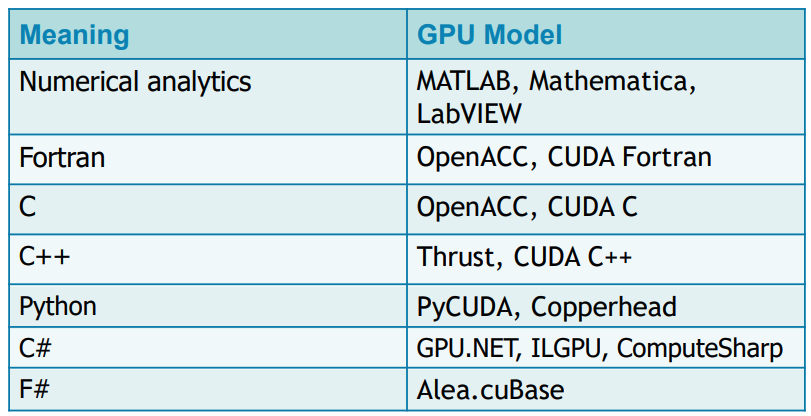 Meaning GPU Model
Numerical analytics MATLAB, Mathematica,
LabVIEW
Fortran OpenACC, CUDA Fortran
C OpenACC, CUDA C
C++ Thrust, CUDA C++
Python PyCUDA, Copperhead
C# GPU.NET, ILGPU, ComputeSharp
F# Alea.cuBase